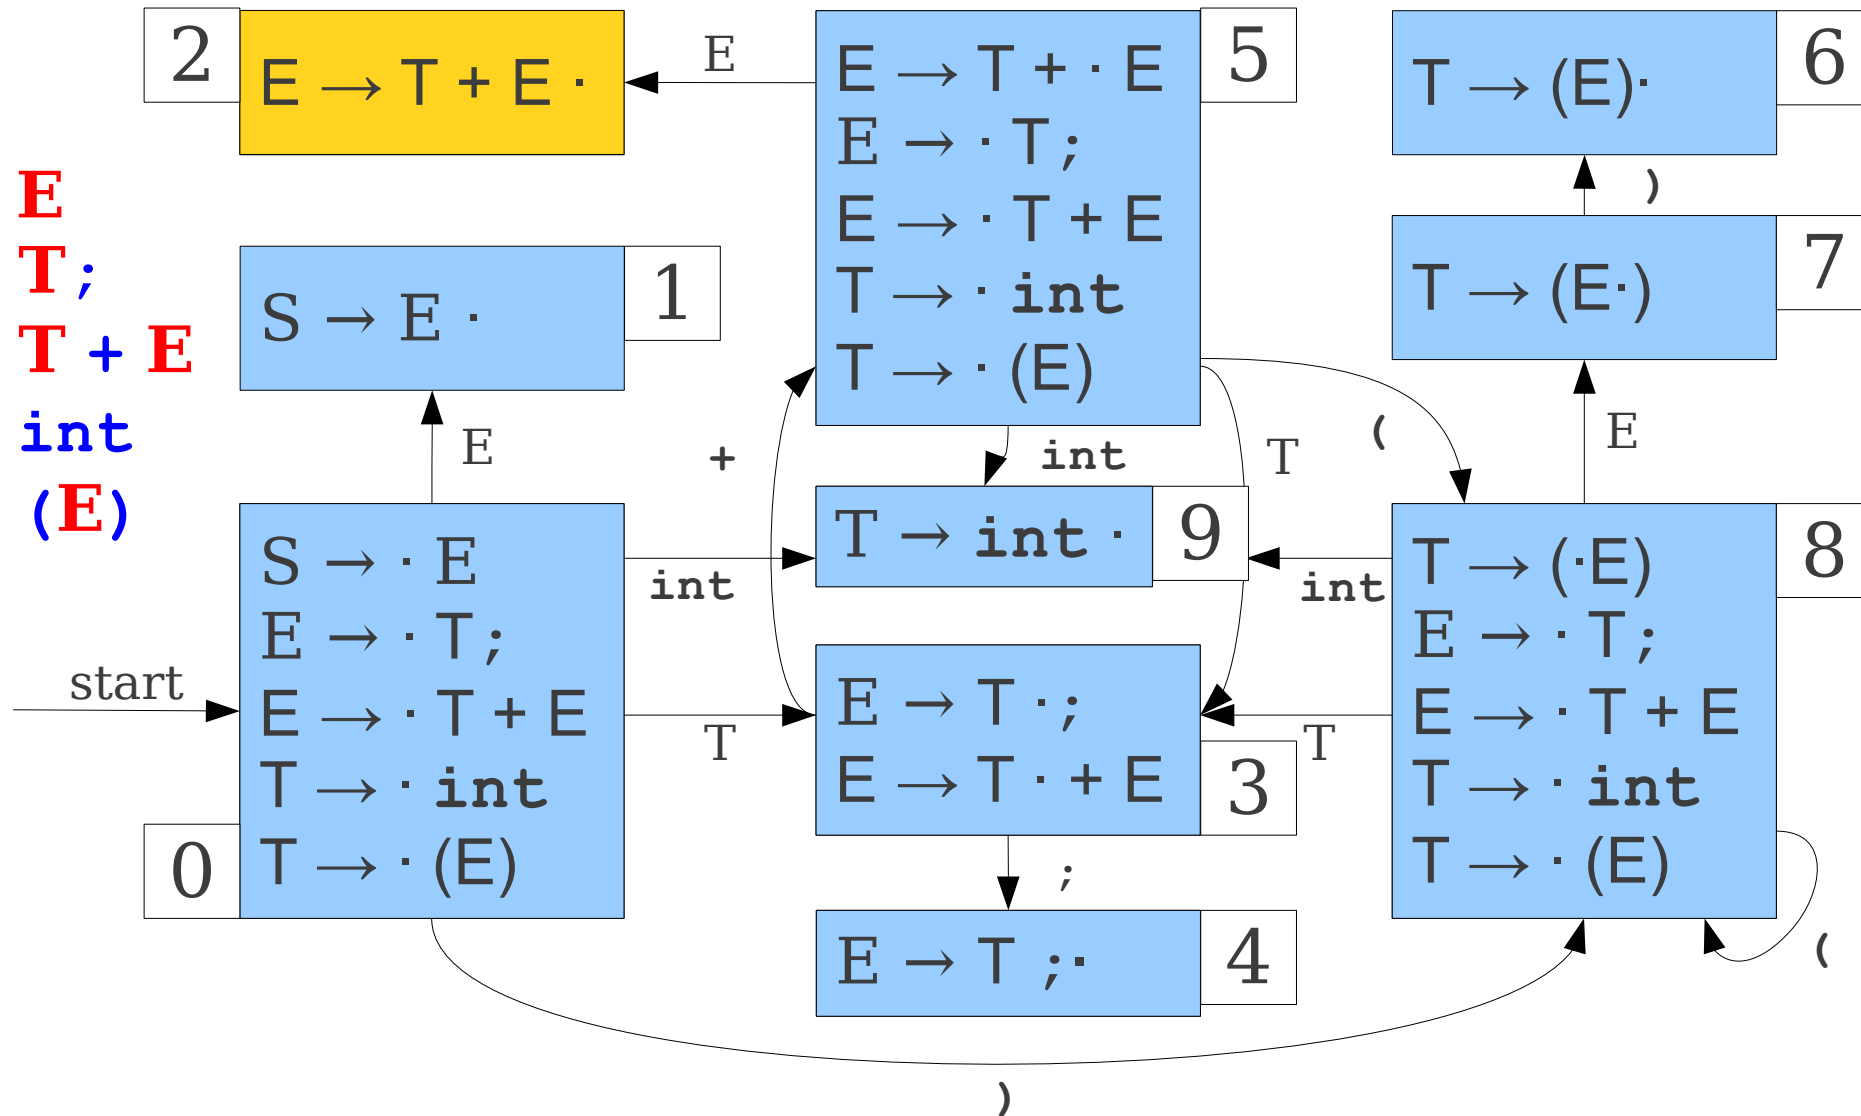 2
E → T + E ·
E
5
E → T + · E
E → · T ;
E → · T + E
T → · int
T → · (E)
6
T → (E)·
)
7
T → (E·)
E
E
T ;
T + E
int
(E)
1
S → E ·
E
+
int
T
(
9
T → int ·
int
int
start
0
S → · E
E → · T ;
E → · T + E
T → · int
T → · (E)
T
3
E → T · ;
E → T · + E
T
;
4
E → T ; ·
8
T → (·E)
E → · T ;
E → · T + E
T → · int
T → · (E)
(
)